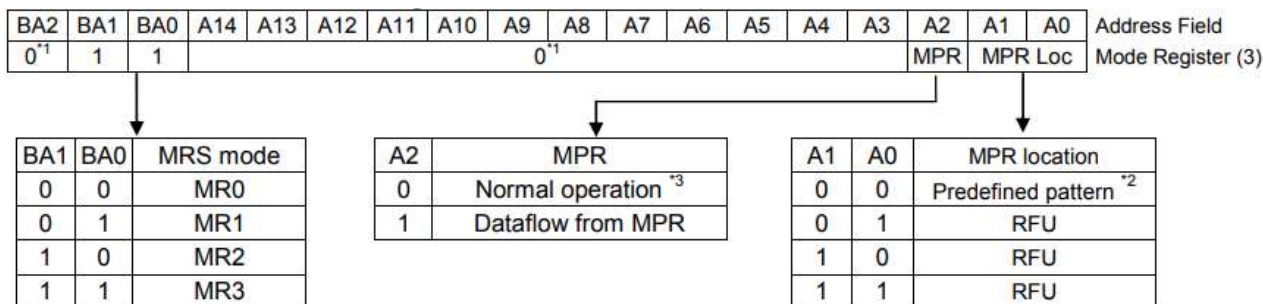 BA2 BA1 BA0 A14 A13 A12 A11 A10 A9 A8 A7 A6 A5 A4 A3 A2 A1 A0 Address Field
0*1 1 1 0*1 MPR MPR Loc Mode Register (3)
BA1 BA0 MRS mode
0 0 MR0
0 1 MR1
1 0 MR2
1 1 MR3
A2 MPR
0 Normal operation *3
1 Dataflow from MPR
A1 A0 MPR location
0 0 Predefined pattern *2
0 1 RFU
1 0 RFU
1 1 RFU